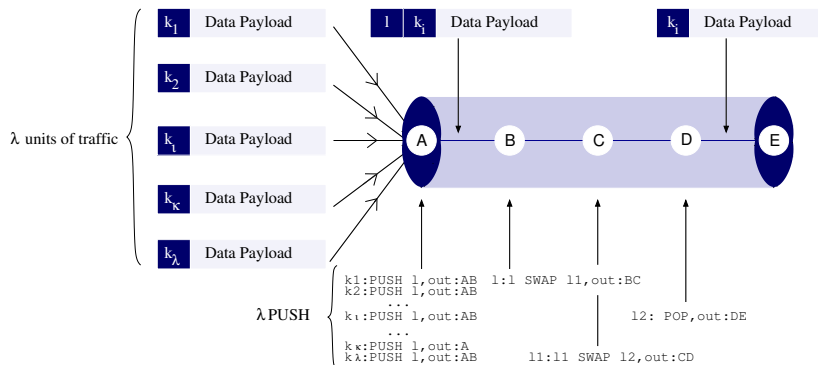 k1 Data Payload
l ki Data Payload
ki Data Payload
k2 Data Payload
λ units of traffic
kι Data Payload
A B C D E
kκ Data Payload
kλ Data Payload
λ PUSH
k1:PUSH l,out:AB
k2:PUSH l,out:AB
...
kι:PUSH l,out:AB
...
kκ:PUSH l,out:A
kλ:PUSH l,out:AB
l:l SWAP l1,out:BC
l2: POP,out:DE
l1:l1 SWAP l2,out:CD